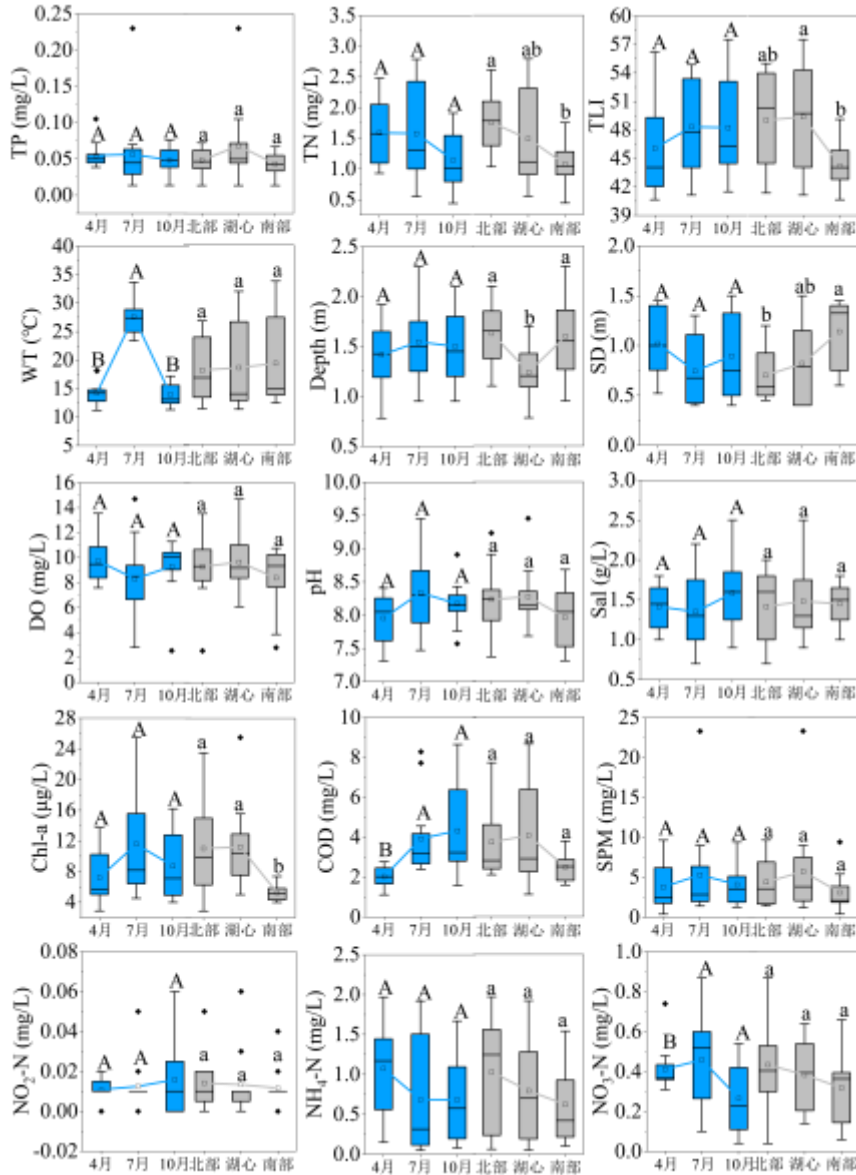 TP (mg/L)
0.25
0.20
0.15
0.10
0.05
0.00
A A A a a a
4月 7月 10月 北部 湖心 南部
TN (mg/L)
3.5
3.0
2.5
2.0
1.5
1.0
0.5
A A A a ab b
4月 7月 10月 北部 湖心 南部
TLI
60
57
54
51
48
45
42
39
A A A ab a b
4月 7月 10月 北部 湖心 南部
WT (℃)
40
35
30
25
20
15
10
5
B A B a a a
4月 7月 10月 北部 湖心 南部
Depth (m)
2.5
2.0
1.5
1.0
0.5
A A A a b a
4月 7月 10月 北部 湖心 南部
SD (m)
2.0
1.5
1.0
0.5
0.0
A A A b ab a
4月 7月 10月 北部 湖心 南部
DO (mg/L)
16
14
12
10
8
6
4
2
0
A A A a a a
4月 7月 10月 北部 湖心 南部
pH
10.0
9.5
9.0
8.5
8.0
7.5
7.0
A A A a a a
4月 7月 10月 北部 湖心 南部
Sal (g/L)
3.0
2.5
2.0
1.5
1.0
0.5
A A A a a a
4月 7月 10月 北部 湖心 南部
Chl-a (μg/L)
28
24
20
16
12
8
4
A A A a a b
4月 7月 10月 北部 湖心 南部
COD (mg/L)
10
8
6
4
2
0
B A A a a a
4月 7月 10月 北部 湖心 南部
SPM (mg/L)
25
20
15
10
5
0
A A A a a a
4月 7月 10月 北部 湖心 南部
NO2-N (mg/L)
0.08
0.06
0.04
0.02
0.00
-0.02
A A A a a a
4月 7月 10月 北部 湖心 南部
NH4-N (mg/L)
2.5
2.0
1.5
1.0
0.5
0.0
A A A a a a
4月 7月 10月 北部 湖心 南部
NO3-N (mg/L)
1.0
0.8
0.6
0.4
0.2
0.0
B A A a a a
4月 7月 10月 北部 湖心 南部